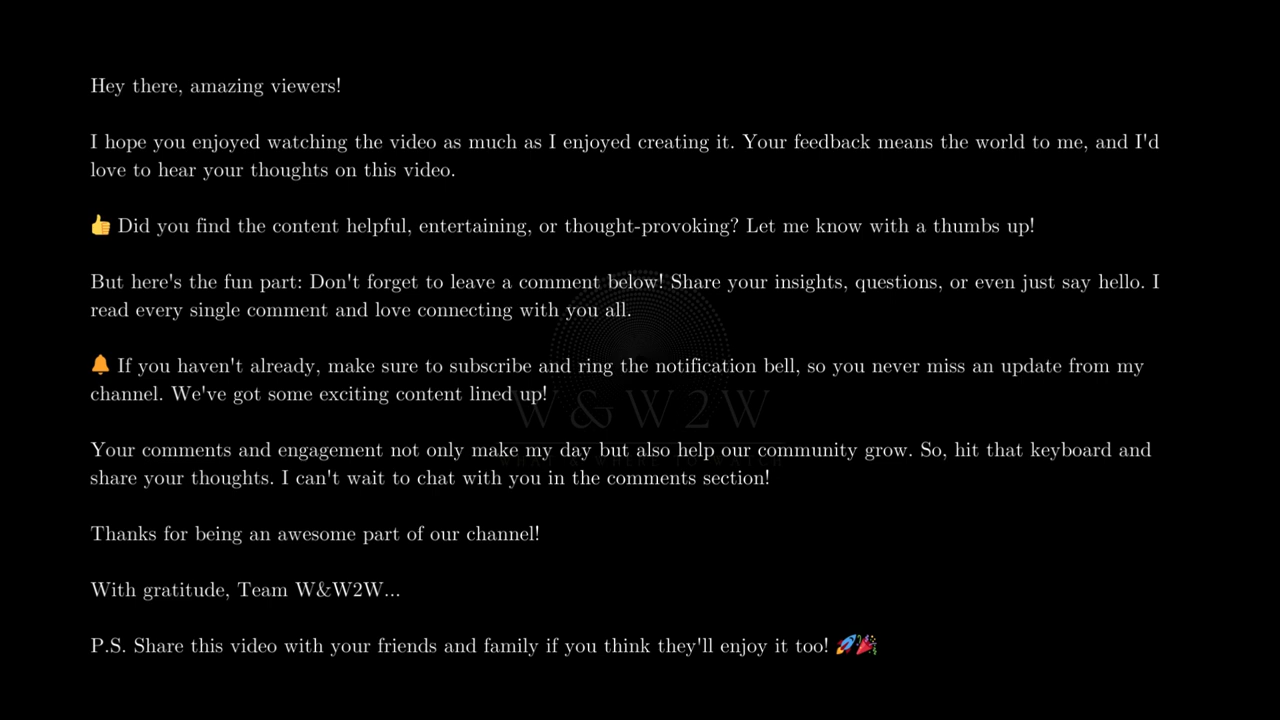 Hey there, amazing viewers!
I hope you enjoyed watching the video as much as I enjoyed creating it. Your feedback means the world to me, and I'd
love to hear your thoughts on this video.
👍 Did you find the content helpful, entertaining, or thought-provoking? Let me know with a thumbs up!
But here's the fun part: Don't forget to leave a comment below! Share your insights, questions, or even just say hello. I
read every single comment and love connecting with you all.
🔔 If you haven't already, make sure to subscribe and ring the notification bell, so you never miss an update from my
channel. We've got some exciting content lined up!
W&W2W
Your comments and engagement not only make my day but also help our community grow. So, hit that keyboard and
share your thoughts. I can't wait to chat with you in the comments section!
Thanks for being an awesome part of our channel!
With gratitude, Team W&W2W...
P.S. Share this video with your friends and family if you think they'll enjoy it too! 🚀🎉